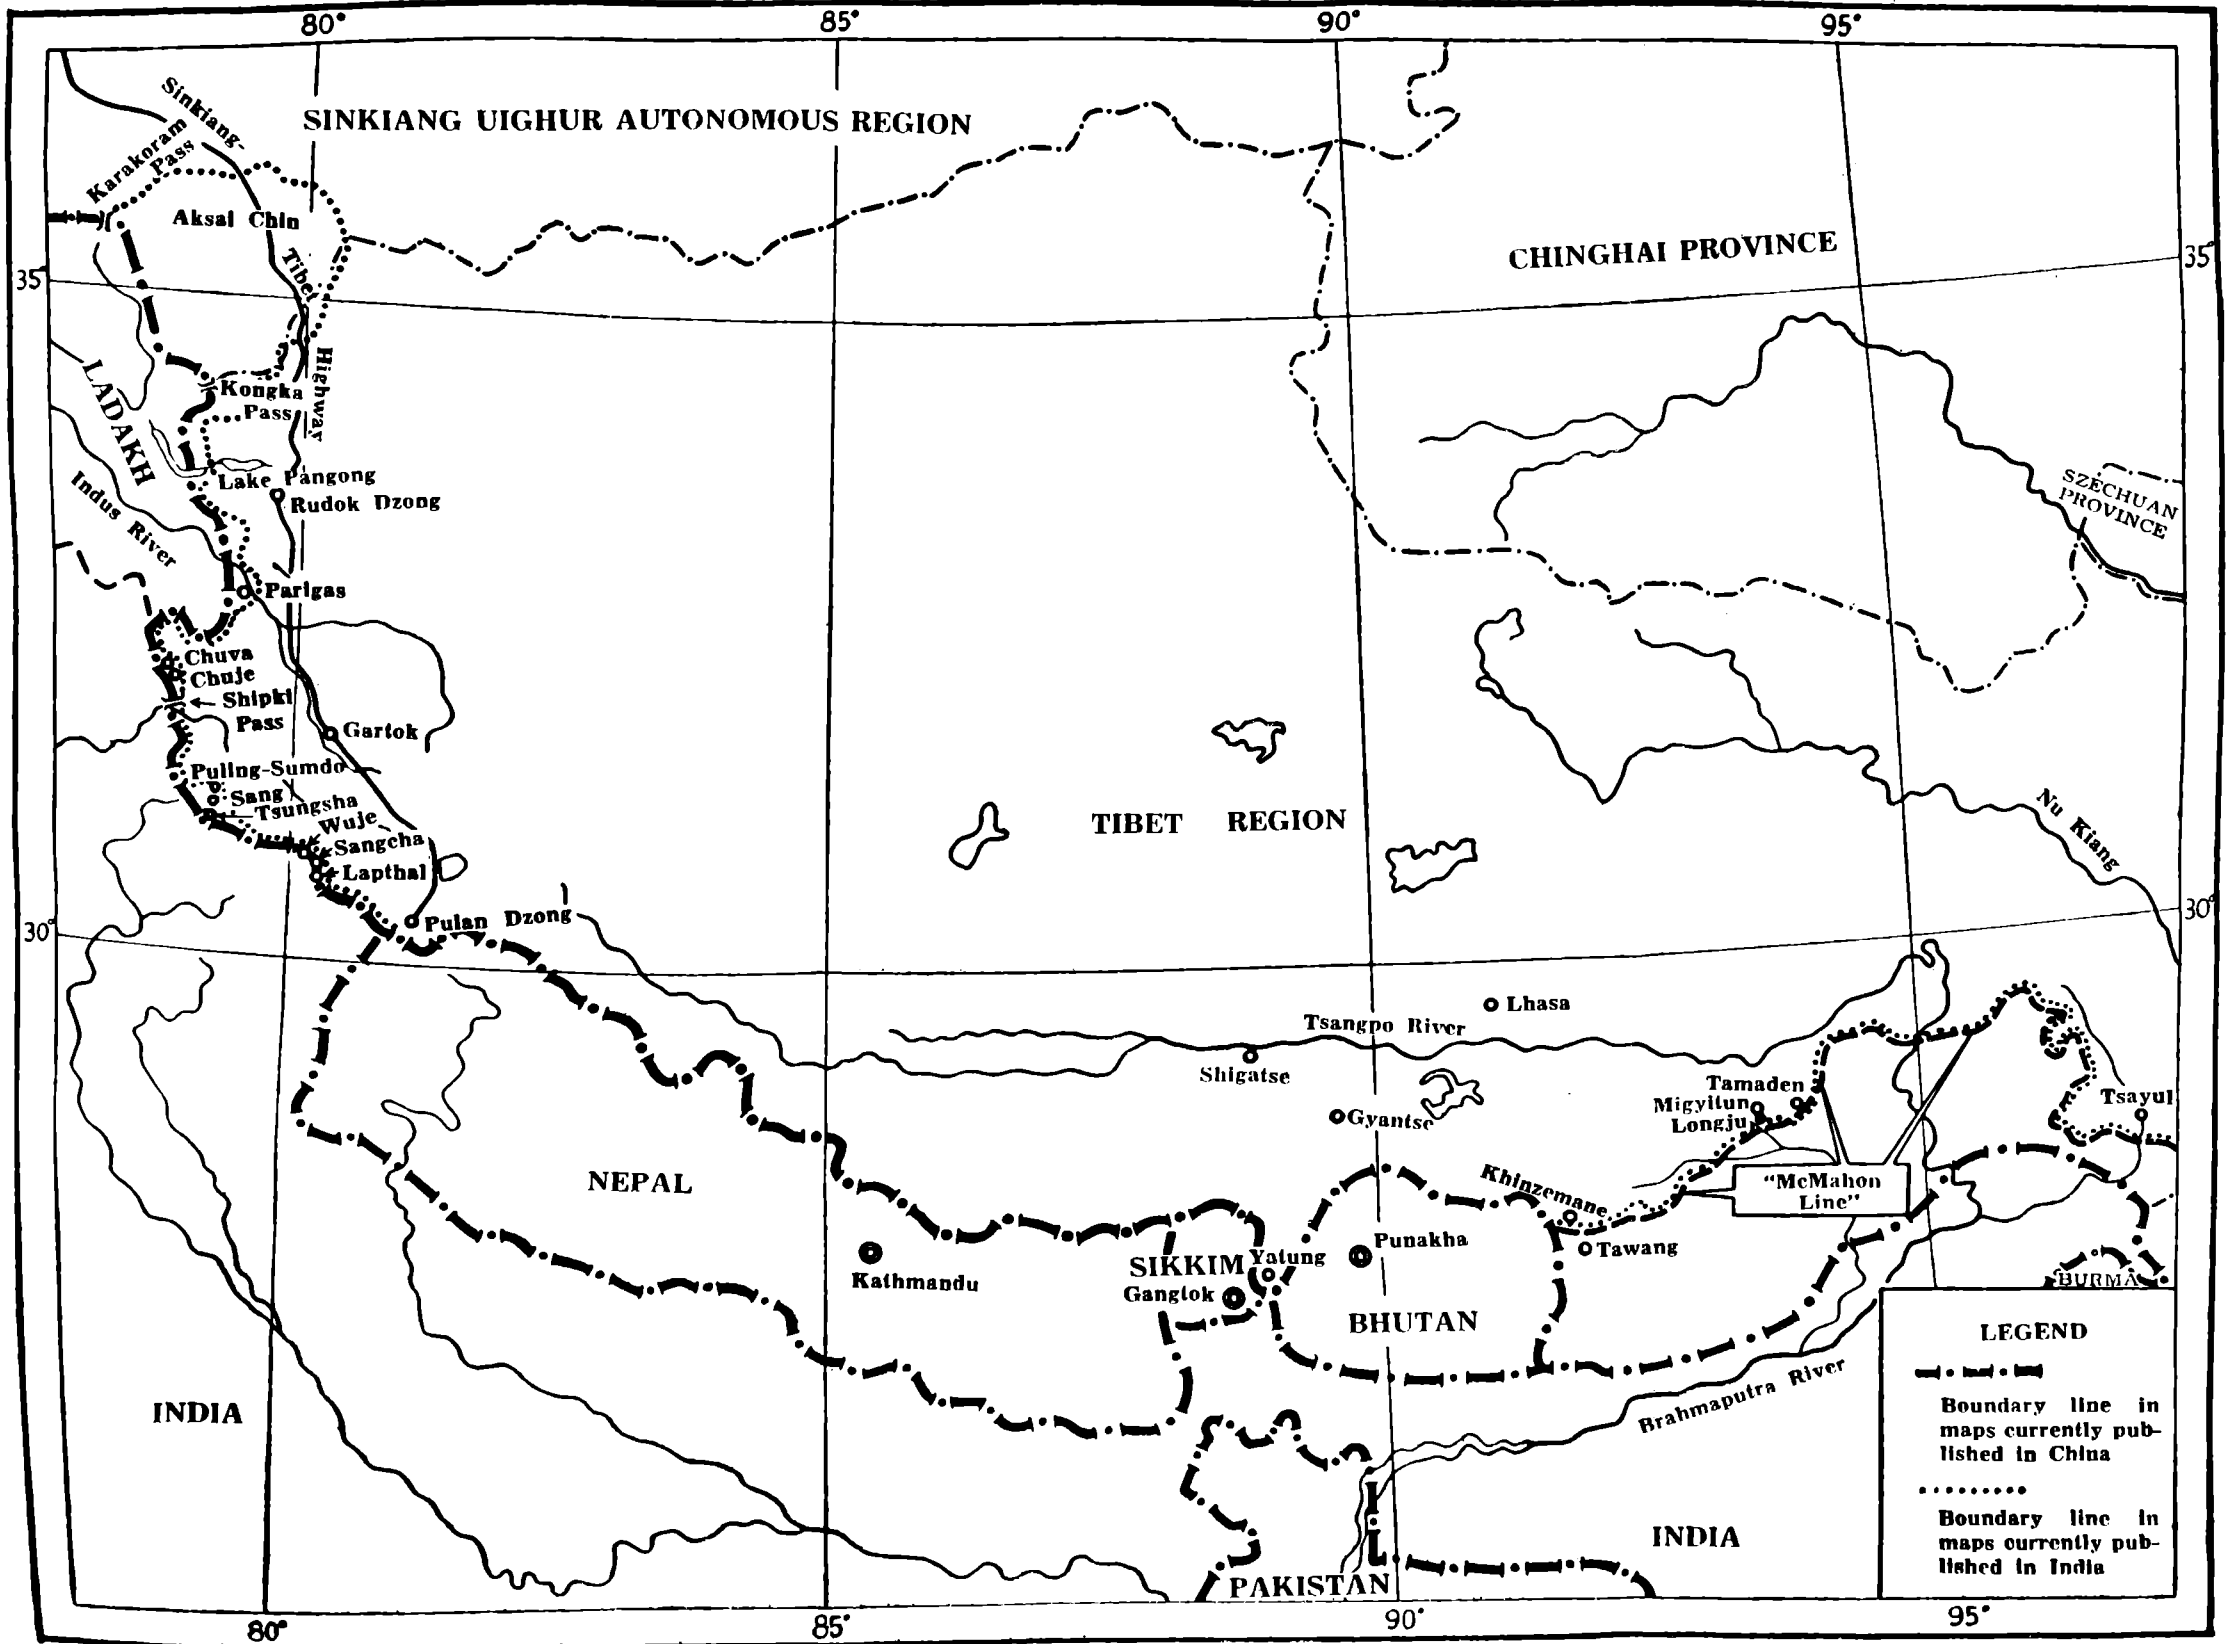 80°
85°
90°
95°
Sinkiang-
Karakoram
Pass
SINKIANG UIGHUR AUTONOMOUS REGION
Aksai Chin
Tibet
Highway
CHINGHAI PROVINCE
35°
35°
LADAKH
Kongka
Pass
Lake Pangong
Rudok Dzong
Indus River
Parigas
SZECHUAN
PROVINCE
Chuva
Chuje
Shipki
Pass
Gartok
Puling-Sumdo
Sang
Tsungsha
Wuje
Sangcha
Lapthal
TIBET REGION
Nu Kiang
30°
30°
Pulan Dzong
Lhasa
Tsangpo River
Shigatse
Gyantse
Tamaden
Migyitun
Longju
Tsayul
NEPAL
Khinzemane
"McMahon
Line"
Kathmandu
SIKKIM
Yatung
Gangtok
Punakha
Tawang
BHUTAN
BURMA
INDIA
Brahmaputra River
INDIA
PAKISTAN
LEGEND
Boundary line in
maps currently pub-
lished in China
Boundary line in
maps currently pub-
lished in India
80°
85°
90°
95°